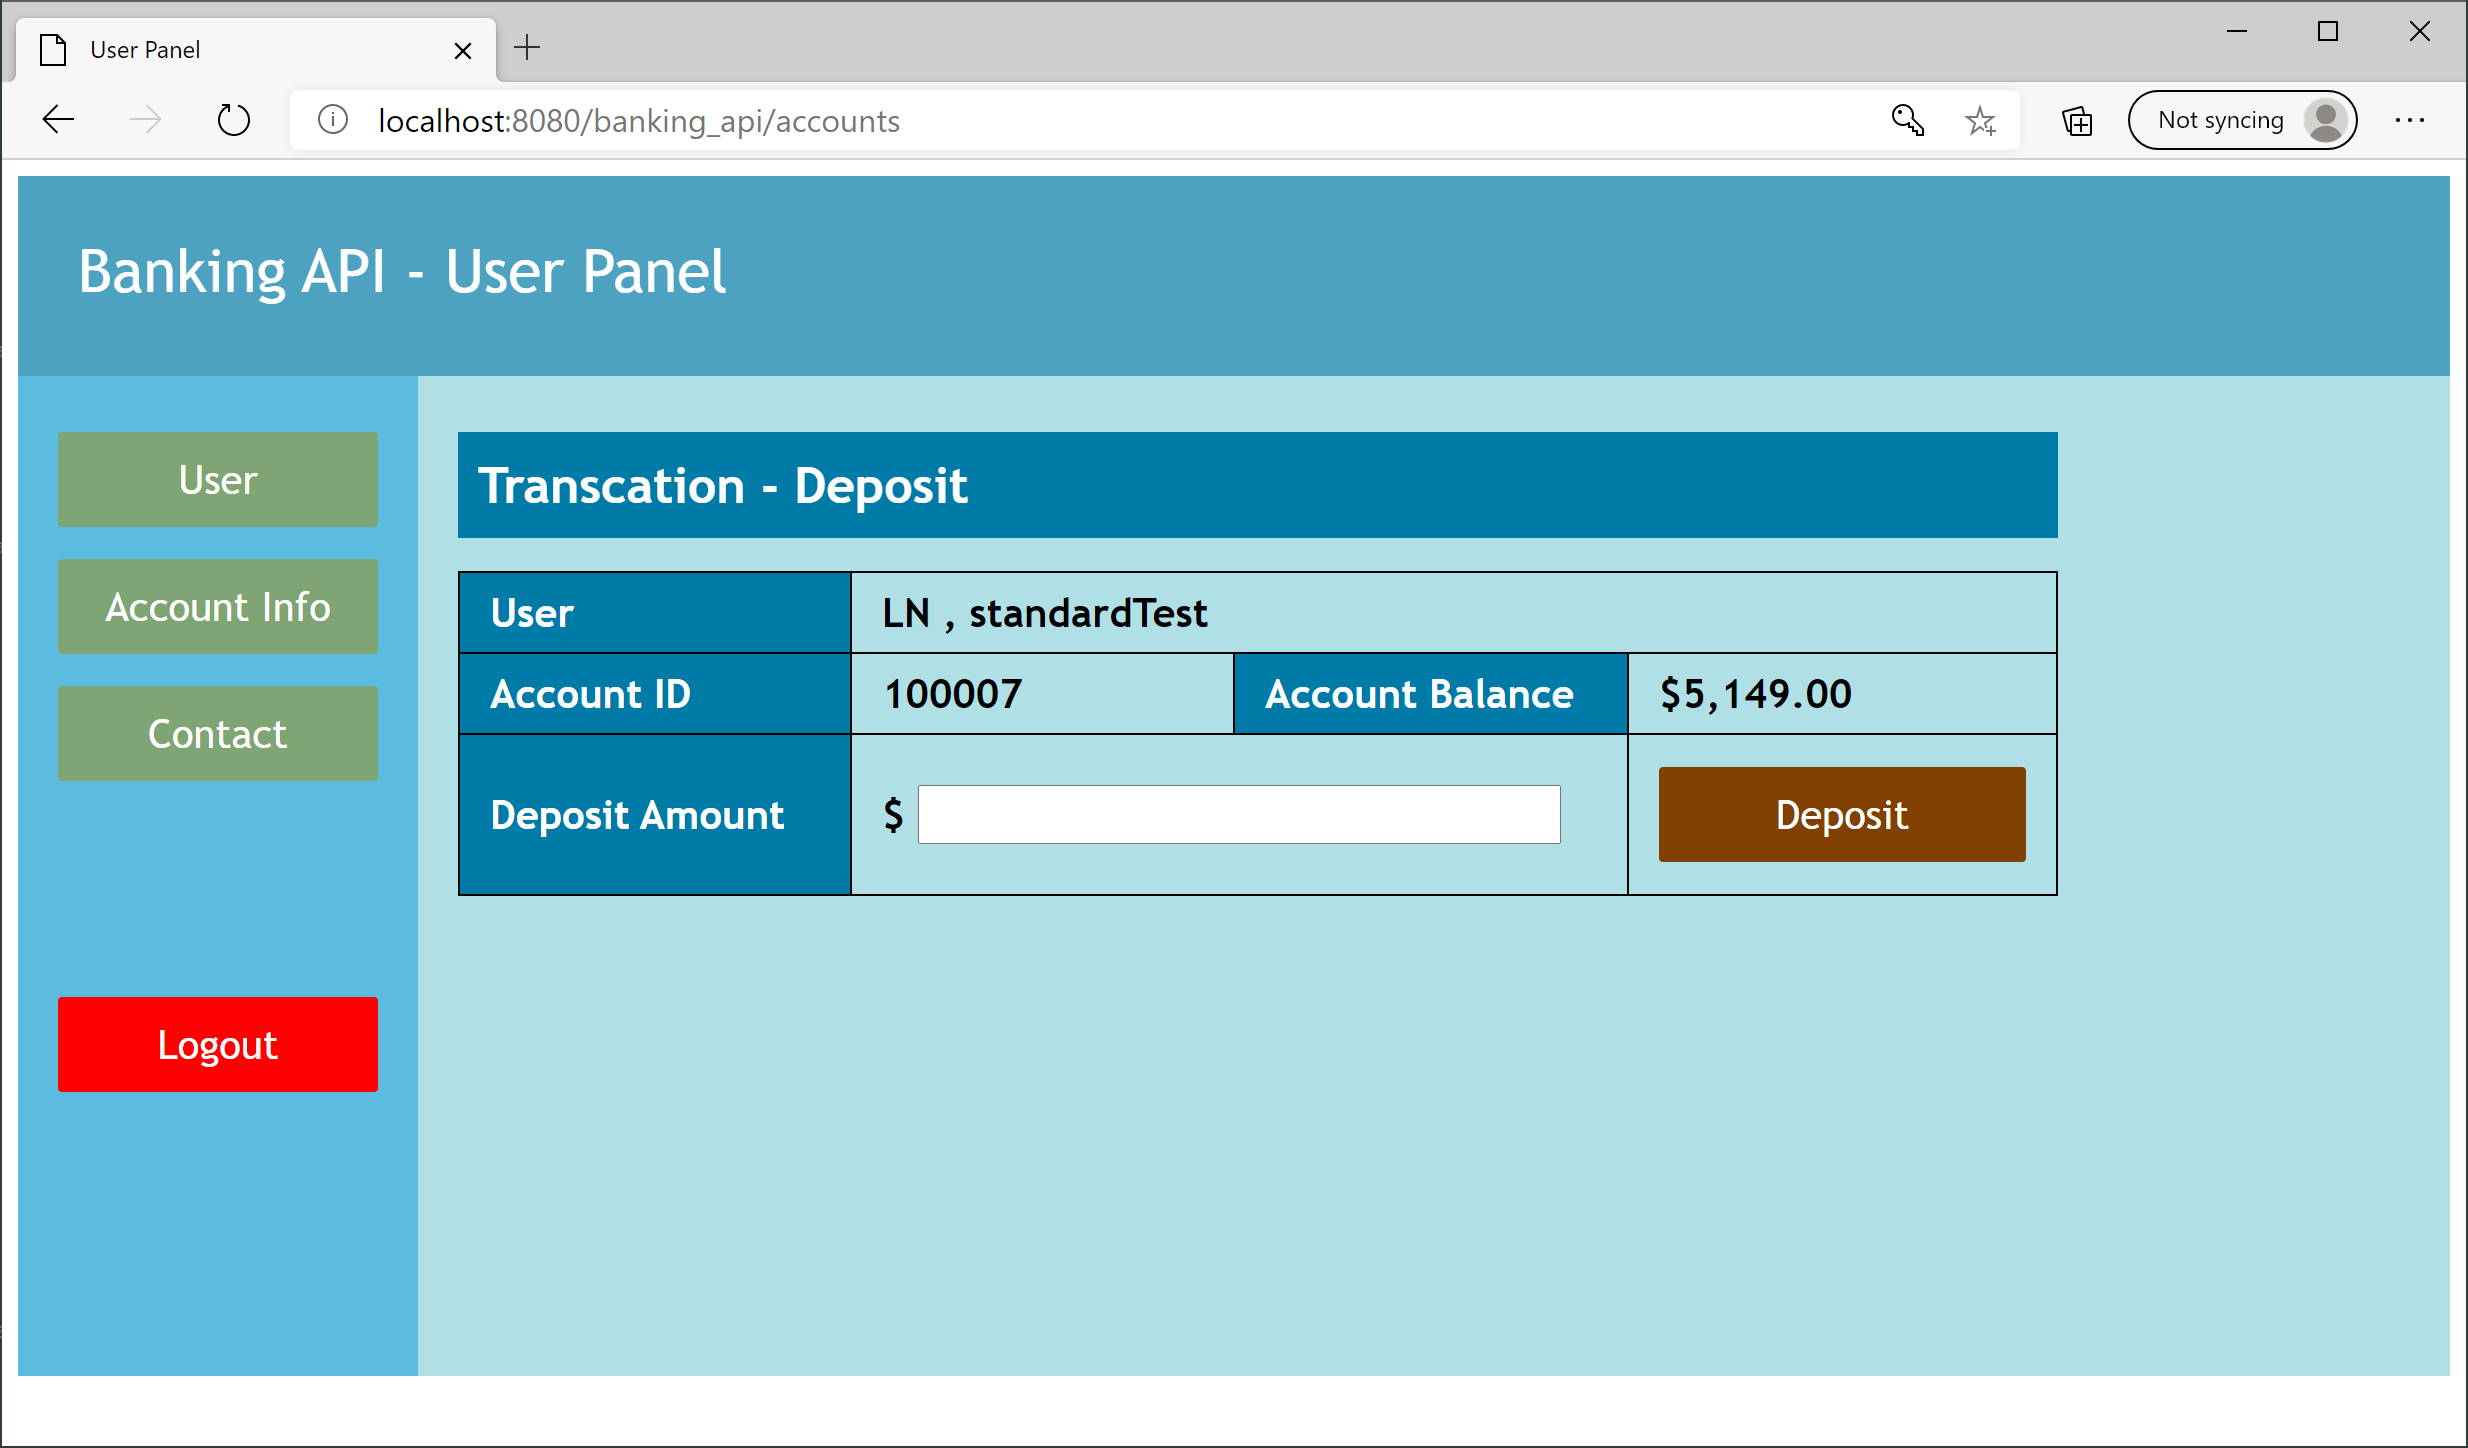 User Panel
localhost:8080/banking_api/accounts
Not syncing
Banking API - User Panel
User
Account Info
Contact
Logout
Transcation - Deposit
User LN , standardTest
Account ID 100007 Account Balance $5,149.00
Deposit Amount $ Deposit